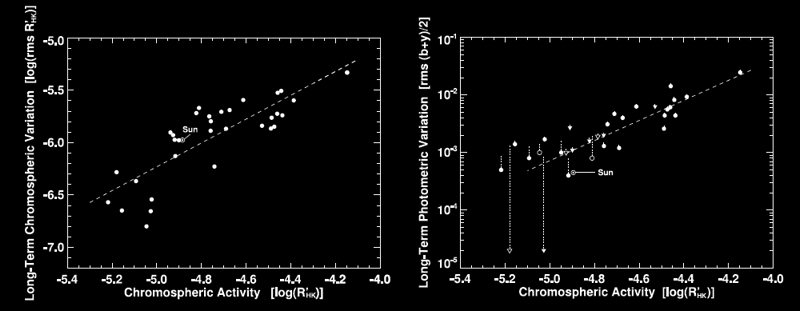 Long-Term Chromospheric Variation [log(rms R'HK)]
-5.0
-5.5
-6.0
-6.5
-7.0
Sun
-5.4 -5.2 -5.0 -4.8 -4.6 -4.4 -4.2 -4.0
Chromospheric Activity [log(R'HK)]
Long-Term Photometric Variation [rms (b+y)/2]
10⁻¹
10⁻²
10⁻³
10⁻⁴
10⁻⁵
Sun
-5.4 -5.2 -5.0 -4.8 -4.6 -4.4 -4.2 -4.0
Chromospheric Activity [log(R'HK)]